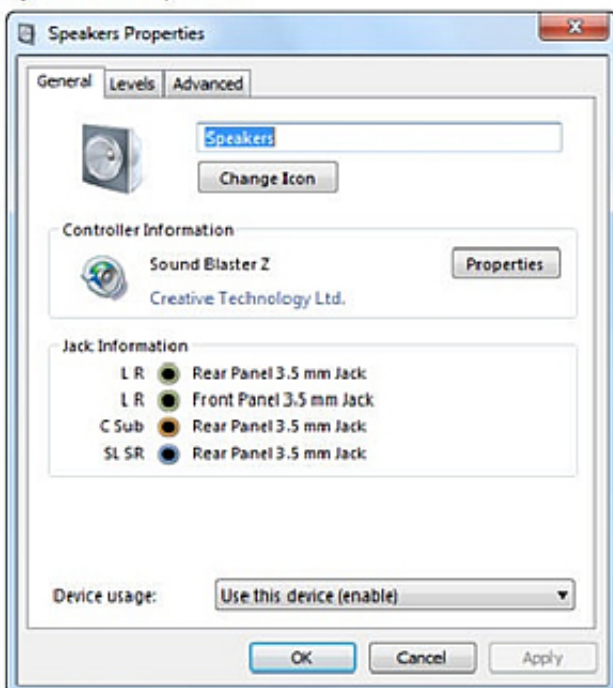 Speakers Properties
General Levels Advanced
Speakers
Change Icon
Controller Information
Sound Blaster Z
Properties
Creative Technology Ltd.
Jack Information
L R Rear Panel 3.5 mm Jack
L R Front Panel 3.5 mm Jack
C Sub Rear Panel 3.5 mm Jack
SL SR Rear Panel 3.5 mm Jack
Device usage: Use this device (enable)
OK Cancel Apply